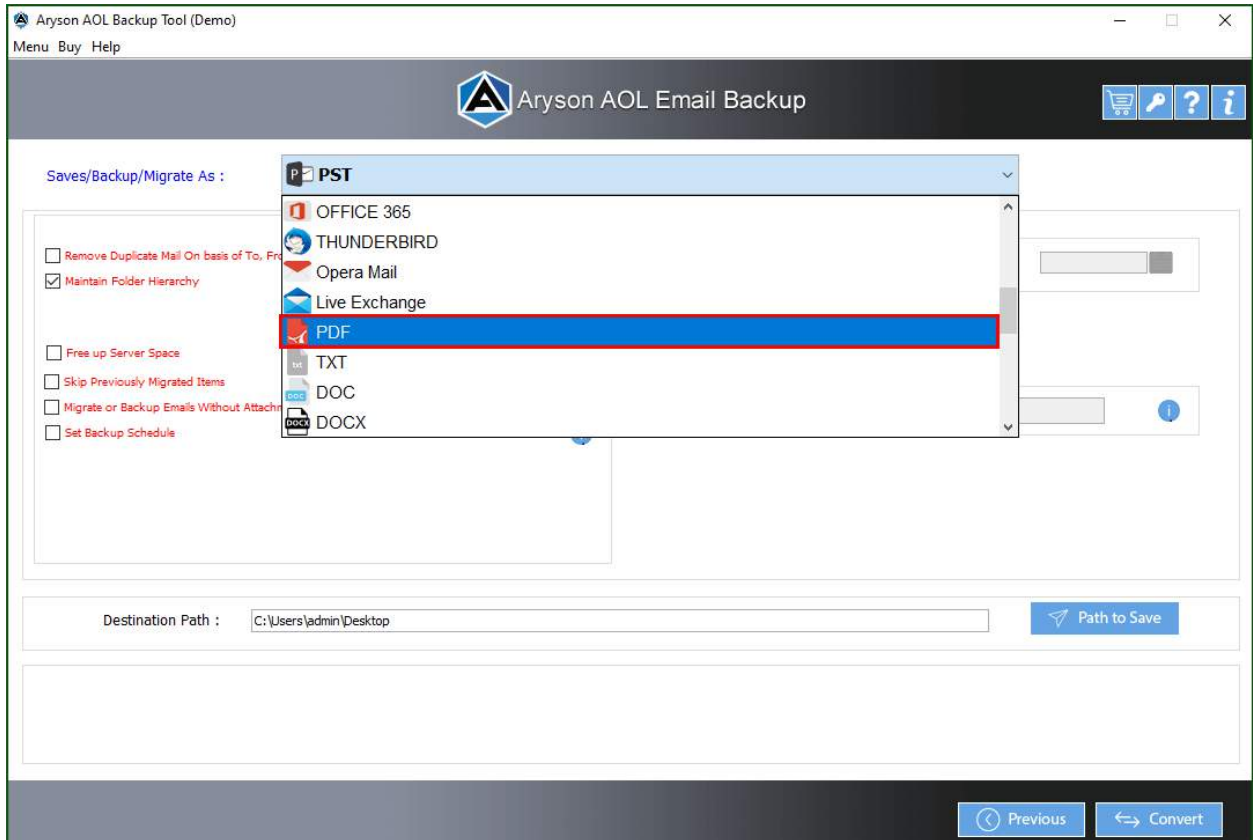 Aryson AOL Backup Tool (Demo)
Menu Buy Help
Aryson AOL Email Backup
Saves/Backup/Migrate As :
PST
OFFICE 365
THUNDERBIRD
Opera Mail
Live Exchange
PDF
TXT
DOC
DOCX
Remove Duplicate Mail On basis of To, Fro
Maintain Folder Hierarchy
Free up Server Space
Skip Previously Migrated Items
Migrate or Backup Emails Without Attachm
Set Backup Schedule
Destination Path :
C:\Users\admin\Desktop
Path to Save
Previous
Convert